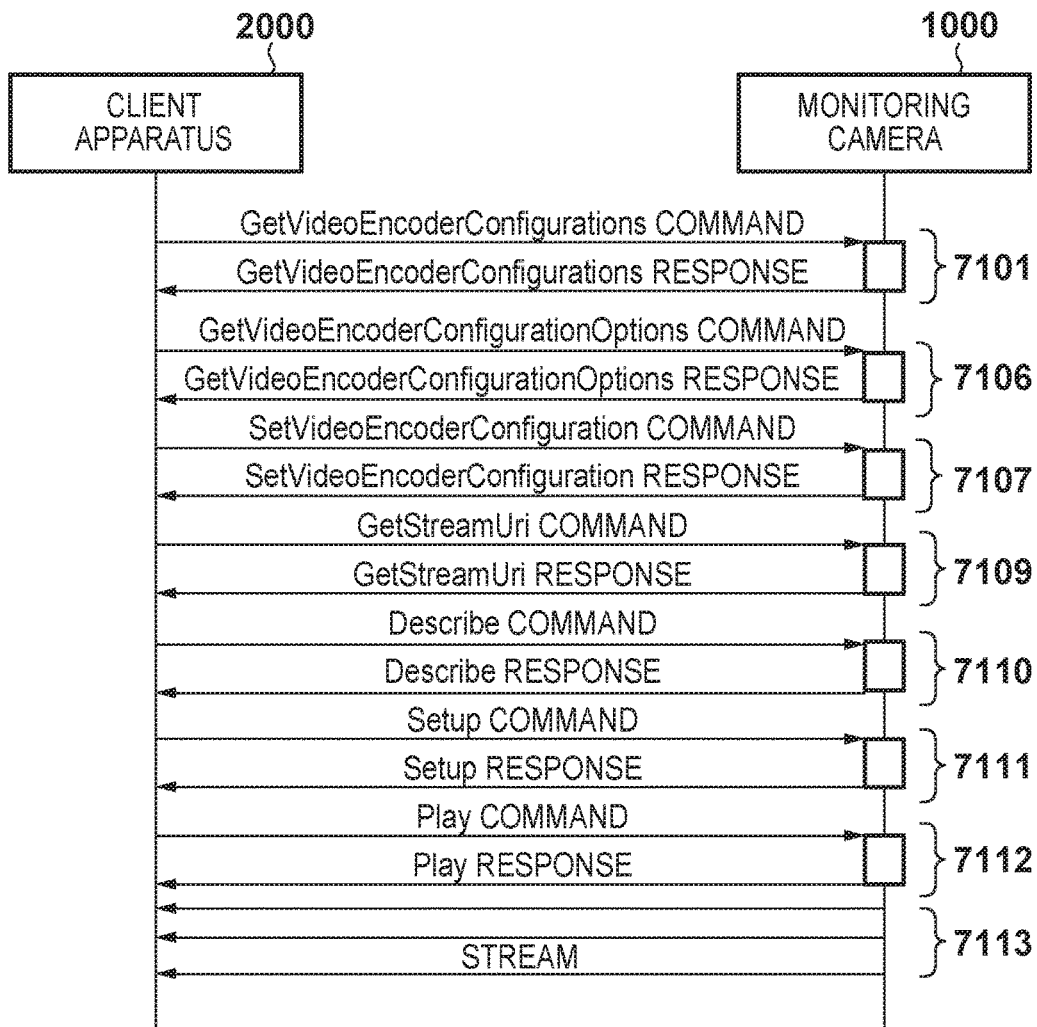 2000
1000
CLIENT
APPARATUS
MONITORING
CAMERA
GetVideoEncoderConfigurations COMMAND
GetVideoEncoderConfigurations RESPONSE
7101
GetVideoEncoderConfigurationOptions COMMAND
GetVideoEncoderConfigurationOptions RESPONSE
7106
SetVideoEncoderConfiguration COMMAND
SetVideoEncoderConfiguration RESPONSE
7107
GetStreamUri COMMAND
GetStreamUri RESPONSE
7109
Describe COMMAND
Describe RESPONSE
7110
Setup COMMAND
Setup RESPONSE
7111
Play COMMAND
Play RESPONSE
7112
STREAM
7113